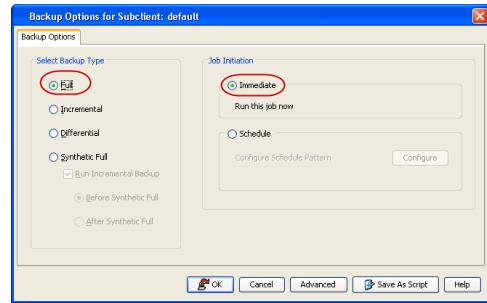 Backup Options for Subclient: default
Backup Options
Select Backup Type
Full
Incremental
Differential
Synthetic Full
Run Incremental Backup
Before Synthetic Full
After Synthetic Full
Job Initiation
Immediate
Run this job now
Schedule
Configure Schedule Pattern
Configure
OK
Cancel
Advanced
Save As Script
Help